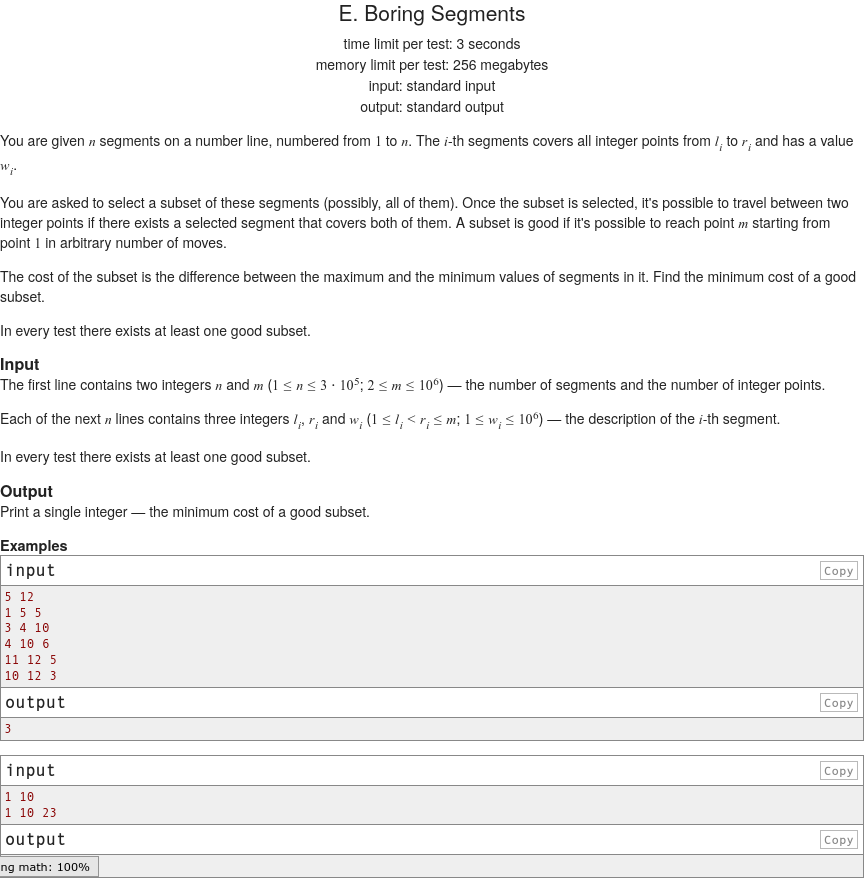 E. Boring Segments
time limit per test: 3 seconds
memory limit per test: 256 megabytes
input: standard input
output: standard output
You are given n segments on a number line, numbered from 1 to n. The i-th segments covers all integer points from l_i to r_i and has a value
w_i.
You are asked to select a subset of these segments (possibly, all of them). Once the subset is selected, it's possible to travel between two
integer points if there exists a selected segment that covers both of them. A subset is good if it's possible to reach point m starting from
point 1 in arbitrary number of moves.
The cost of the subset is the difference between the maximum and the minimum values of segments in it. Find the minimum cost of a good
subset.
In every test there exists at least one good subset.
Input
The first line contains two integers n and m (1 ≤ n ≤ 3 · 10^5; 2 ≤ m ≤ 10^6) — the number of segments and the number of integer points.
Each of the next n lines contains three integers l_i, r_i and w_i (1 ≤ l_i < r_i ≤ m; 1 ≤ w_i ≤ 10^6) — the description of the i-th segment.
In every test there exists at least one good subset.
Output
Print a single integer — the minimum cost of a good subset.
Examples
input Copy
5 12
1 5 5
3 4 10
4 10 6
11 12 5
10 12 3
output Copy
3
input Copy
1 10
1 10 23
output Copy
ng math: 100%